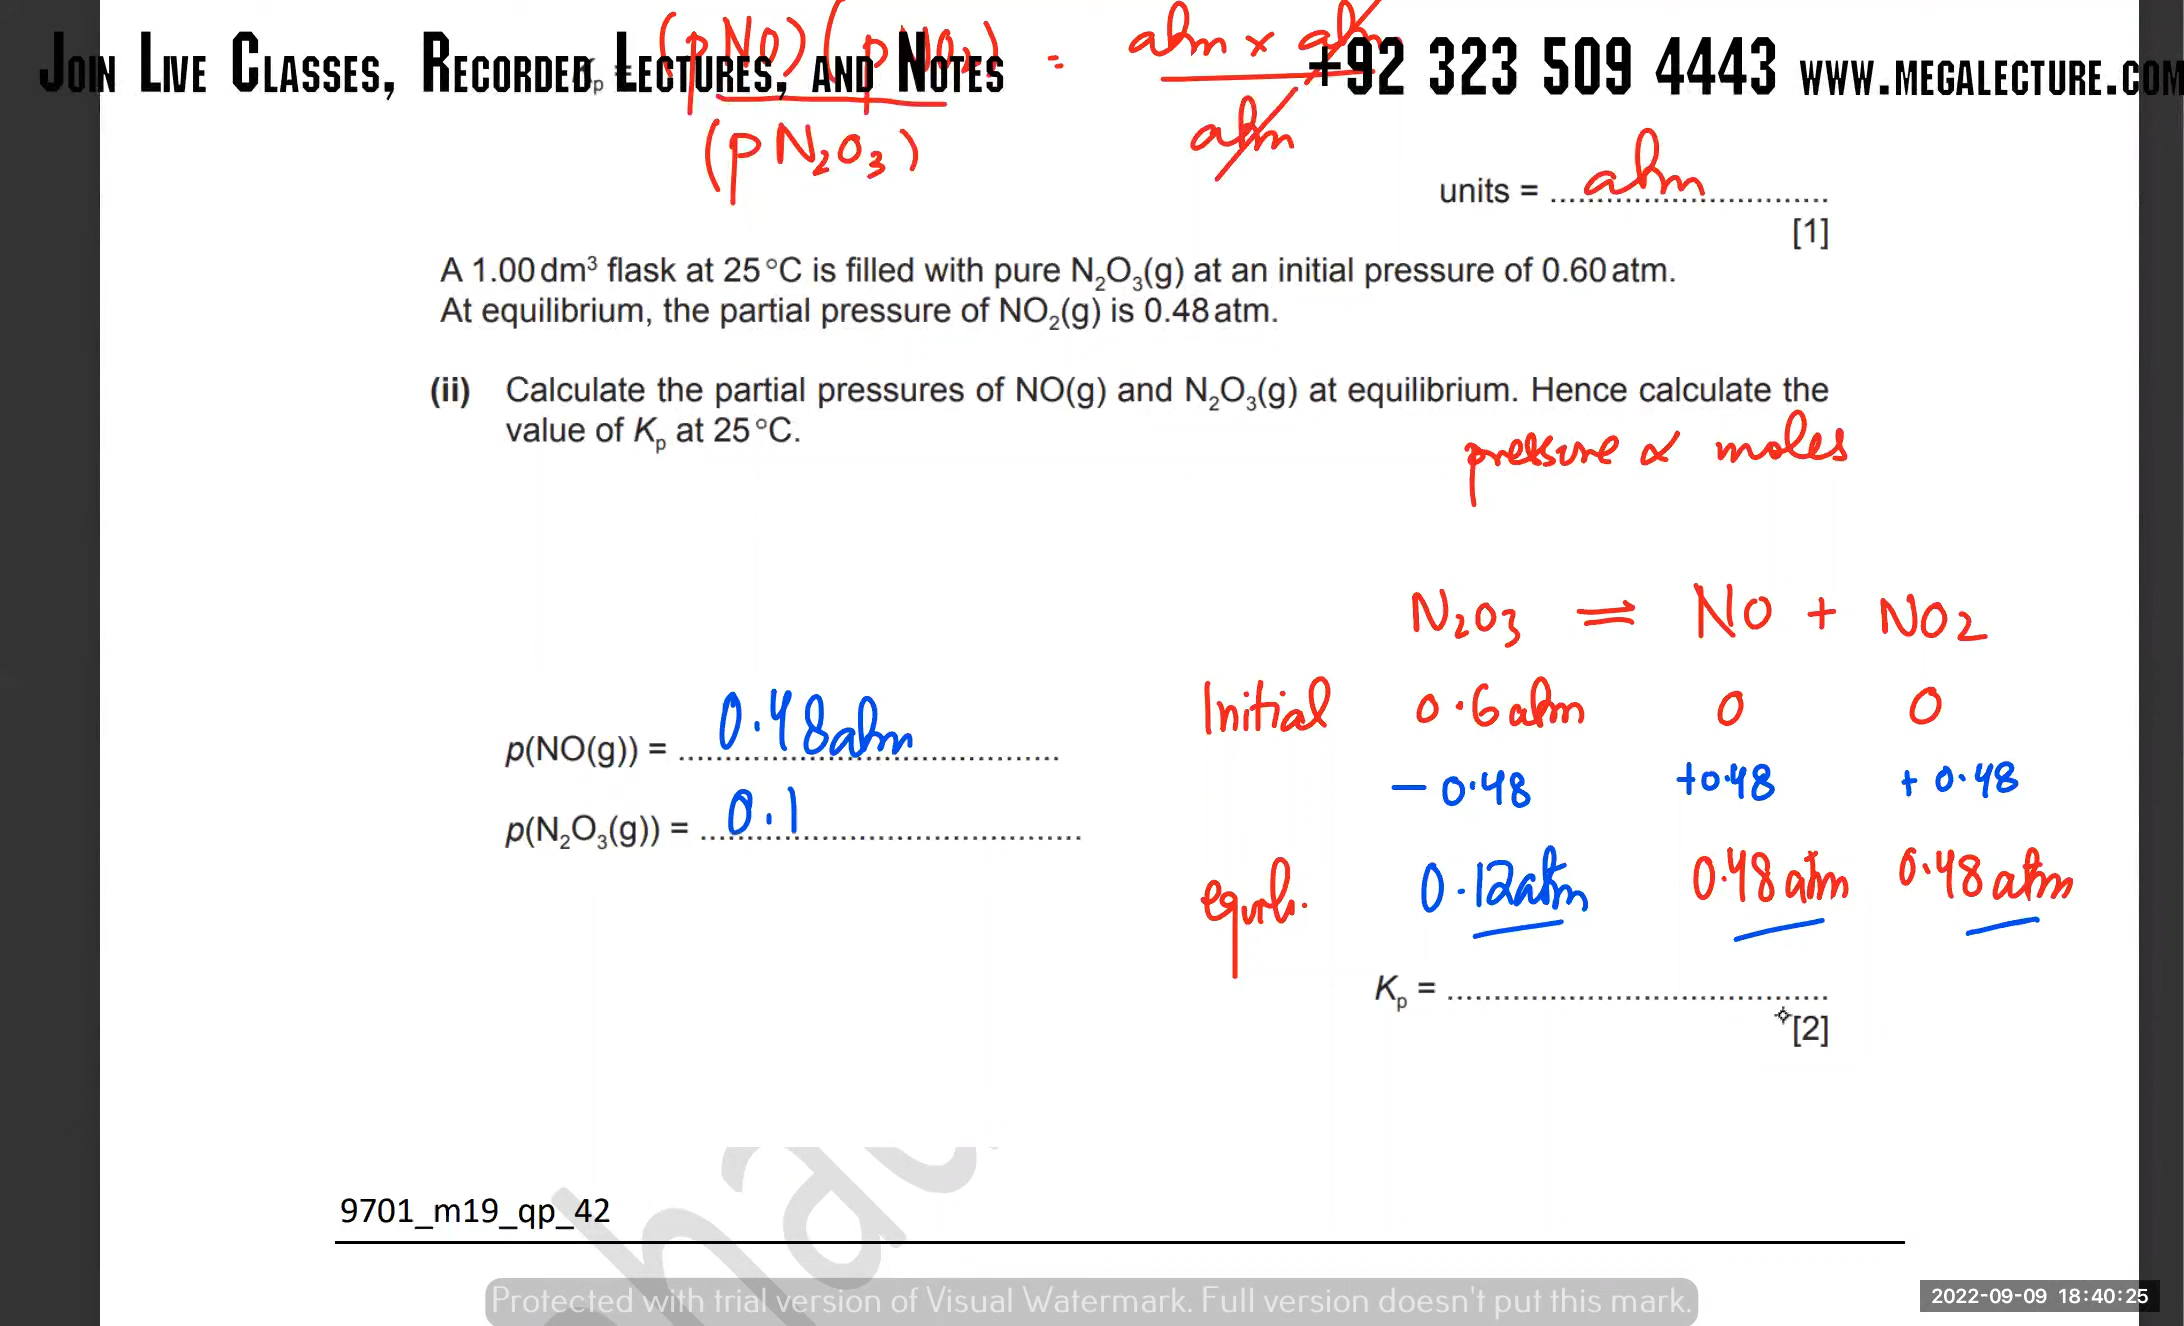 (pNO)(pNO₂) = atm x atm
JOIN LIVE CLASSES, RECORDED LECTURES, AND NOTES +92 323 509 4443 WWW.MEGALECTURE.COM
(pN₂O₃) atm
units = atm
[1]
A 1.00 dm³ flask at 25 °C is filled with pure N₂O₃(g) at an initial pressure of 0.60 atm.
At equilibrium, the partial pressure of NO₂(g) is 0.48 atm.
(ii) Calculate the partial pressures of NO(g) and N₂O₃(g) at equilibrium. Hence calculate the
value of Kp at 25 °C.
pressure ∝ moles
N₂O₃ ⇌ NO + NO2
Initial 0.6 atm 0 0
p(NO(g)) = 0.48 atm
- 0.48 +0.48 + 0.48
p(N₂O₃(g)) = 0.1
equib. 0.12 atm 0.48 atm 0.48 atm
Kp = ........................................
[2]
9701_m19_qp_42
Protected with trial version of Visual Watermark. Full version doesn't put this mark.
2022-09-09 18:40:25